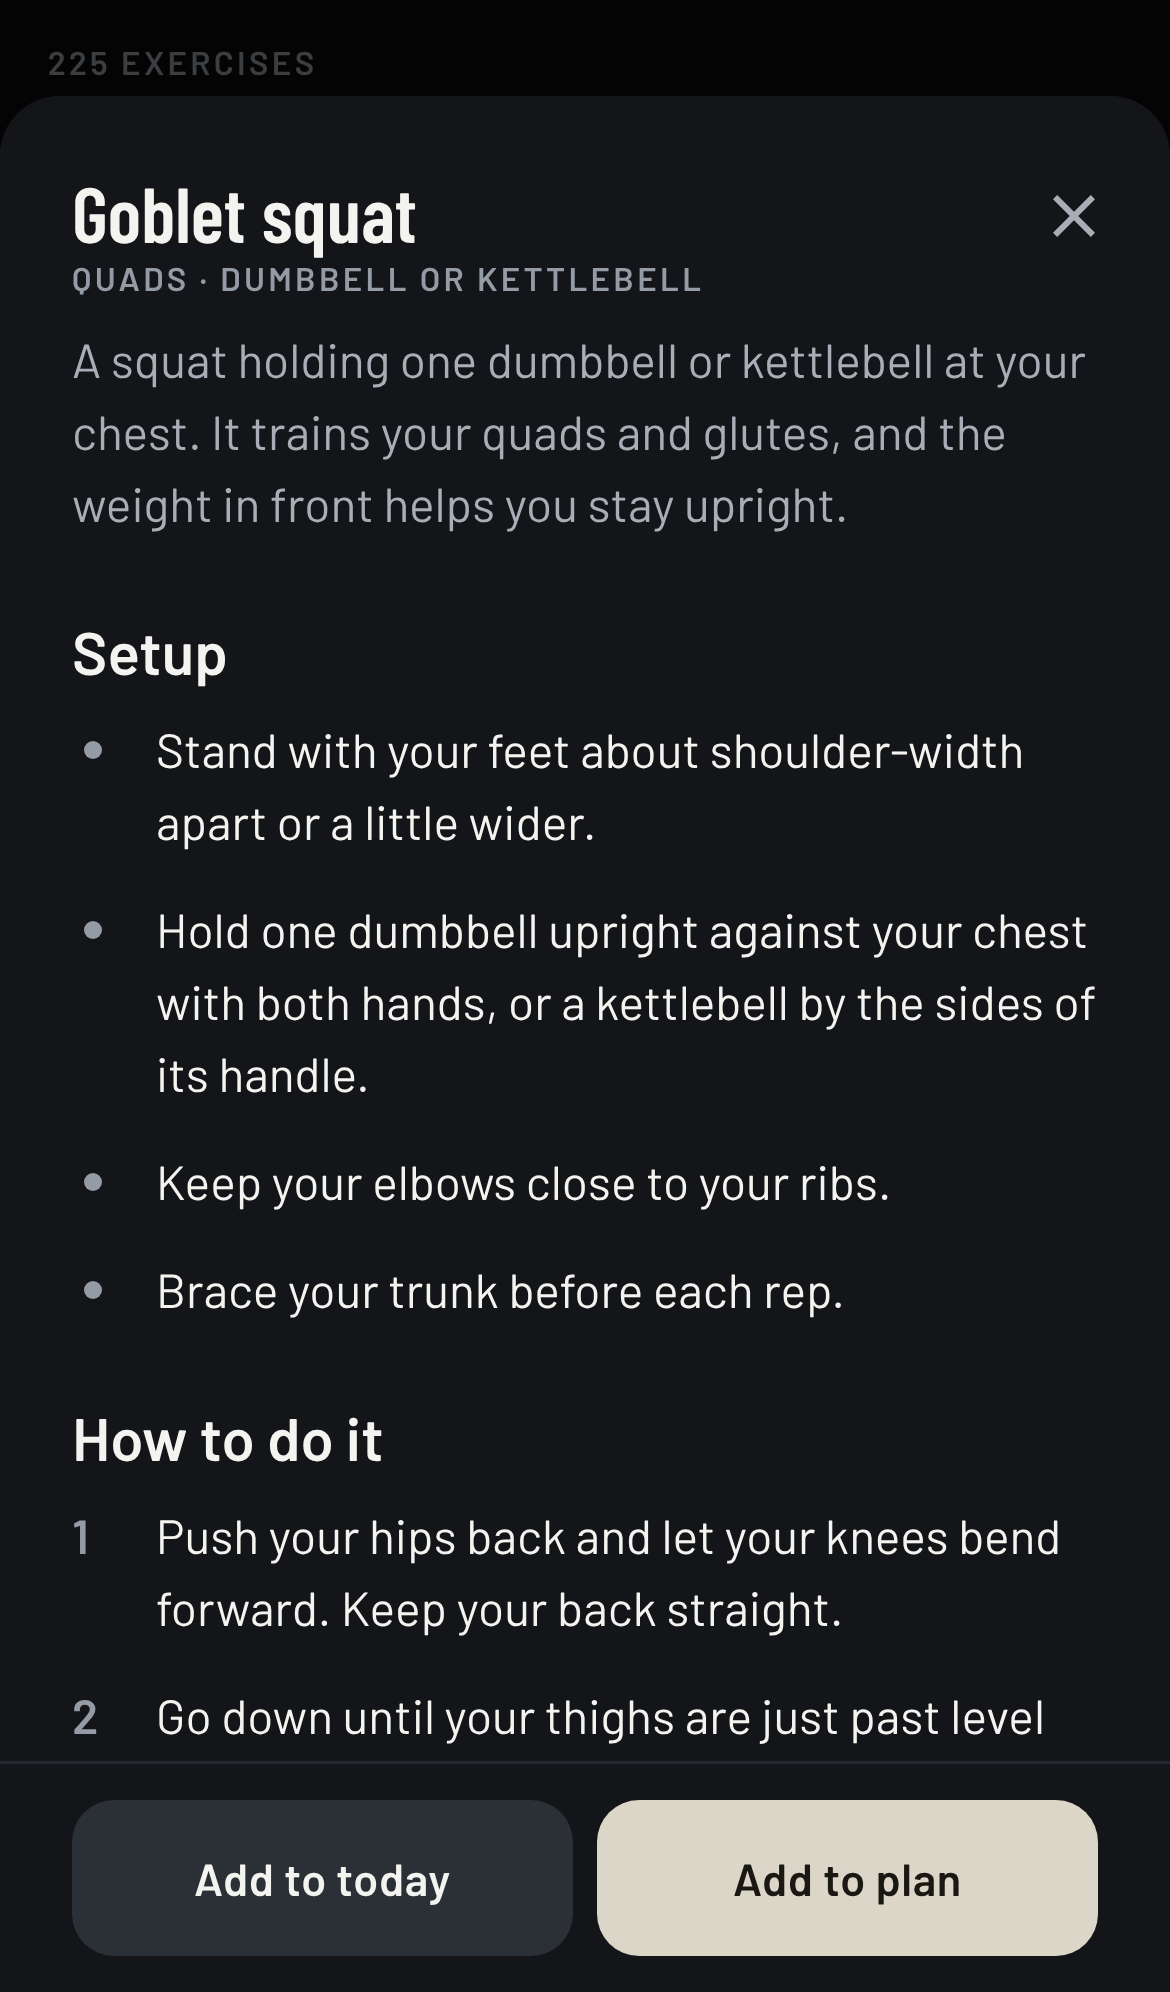 225 EXERCISES
Goblet squat
QUADS · DUMBBELL OR KETTLEBELL
A squat holding one dumbbell or kettlebell at your
chest. It trains your quads and glutes, and the
weight in front helps you stay upright.
Setup
Stand with your feet about shoulder-width
apart or a little wider.
Hold one dumbbell upright against your chest
with both hands, or a kettlebell by the sides of
its handle.
Keep your elbows close to your ribs.
Brace your trunk before each rep.
How to do it
1 Push your hips back and let your knees bend
forward. Keep your back straight.
2 Go down until your thighs are just past level
Add to today
Add to plan